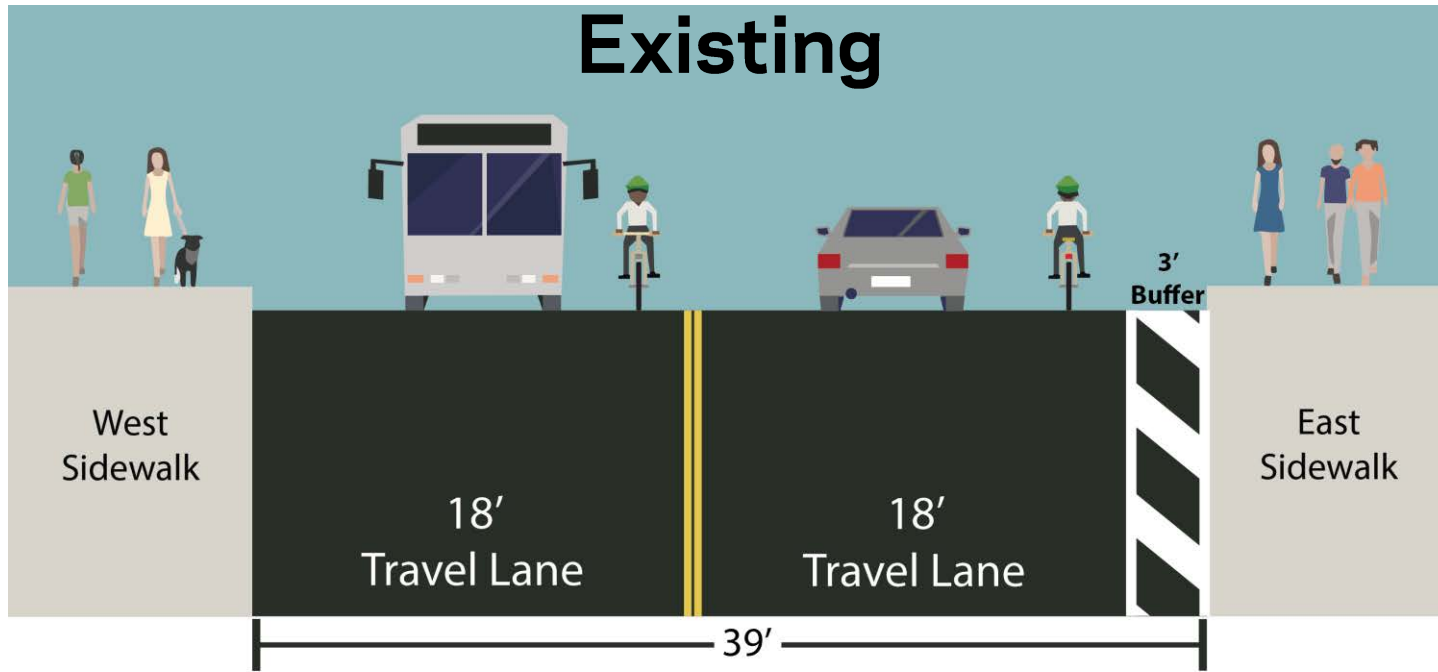 Existing
3’
Buffer
West
Sidewalk
18’
Travel Lane
18’
Travel Lane
East
Sidewalk
39’